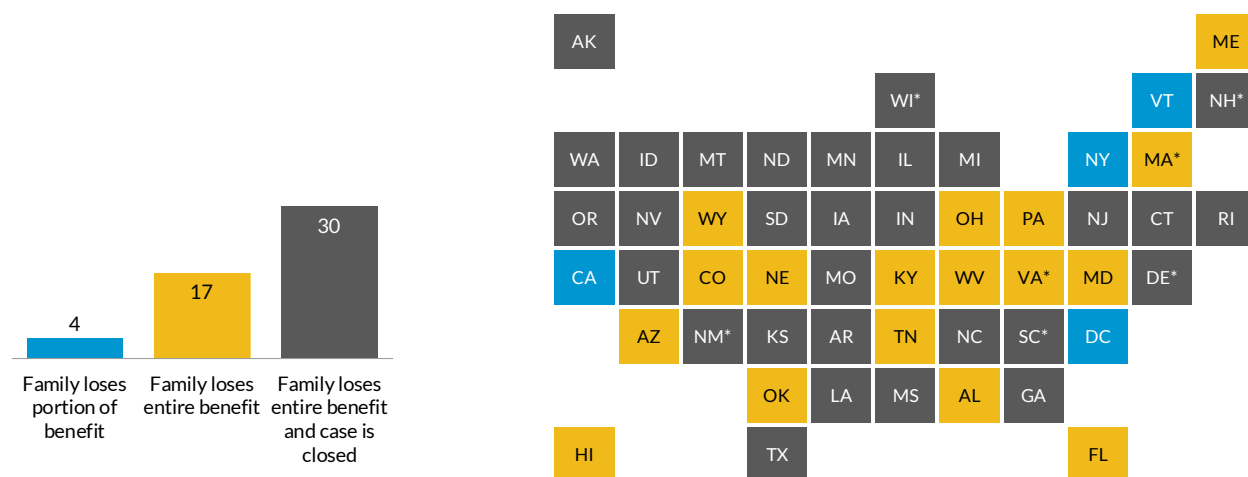 4
17
30
Family loses
portion of
benefit
Family loses
entire benefit
Family loses
entire benefit
and case is
closed
AK
ME
WI*
VT
NH*
WA
ID
MT
ND
MN
IL
MI
NY
MA*
OR
NV
WY
SD
IA
IN
OH
PA
NJ
CT
RI
CA
UT
CO
NE
MO
KY
WV
VA*
MD
DE*
AZ
NM*
KS
AR
TN
NC
SC*
DC
OK
LA
MS
AL
GA
HI
TX
FL